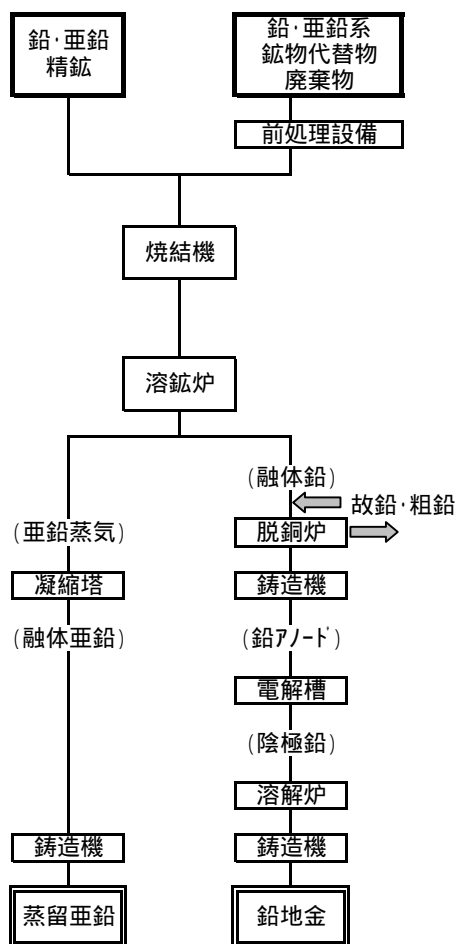 鉛･亜鉛
精鉱
鉛･亜鉛系
鉱物代替物
廃棄物
前処理設備
焼結機
溶鉱炉
(融体鉛)
故鉛･粗鉛
(亜鉛蒸気)
脱銅炉
凝縮塔
鋳造機
(融体亜鉛)
(鉛ｱﾉｰﾄﾞ)
電解槽
(陰極鉛)
溶解炉
鋳造機
鋳造機
蒸留亜鉛
鉛地金